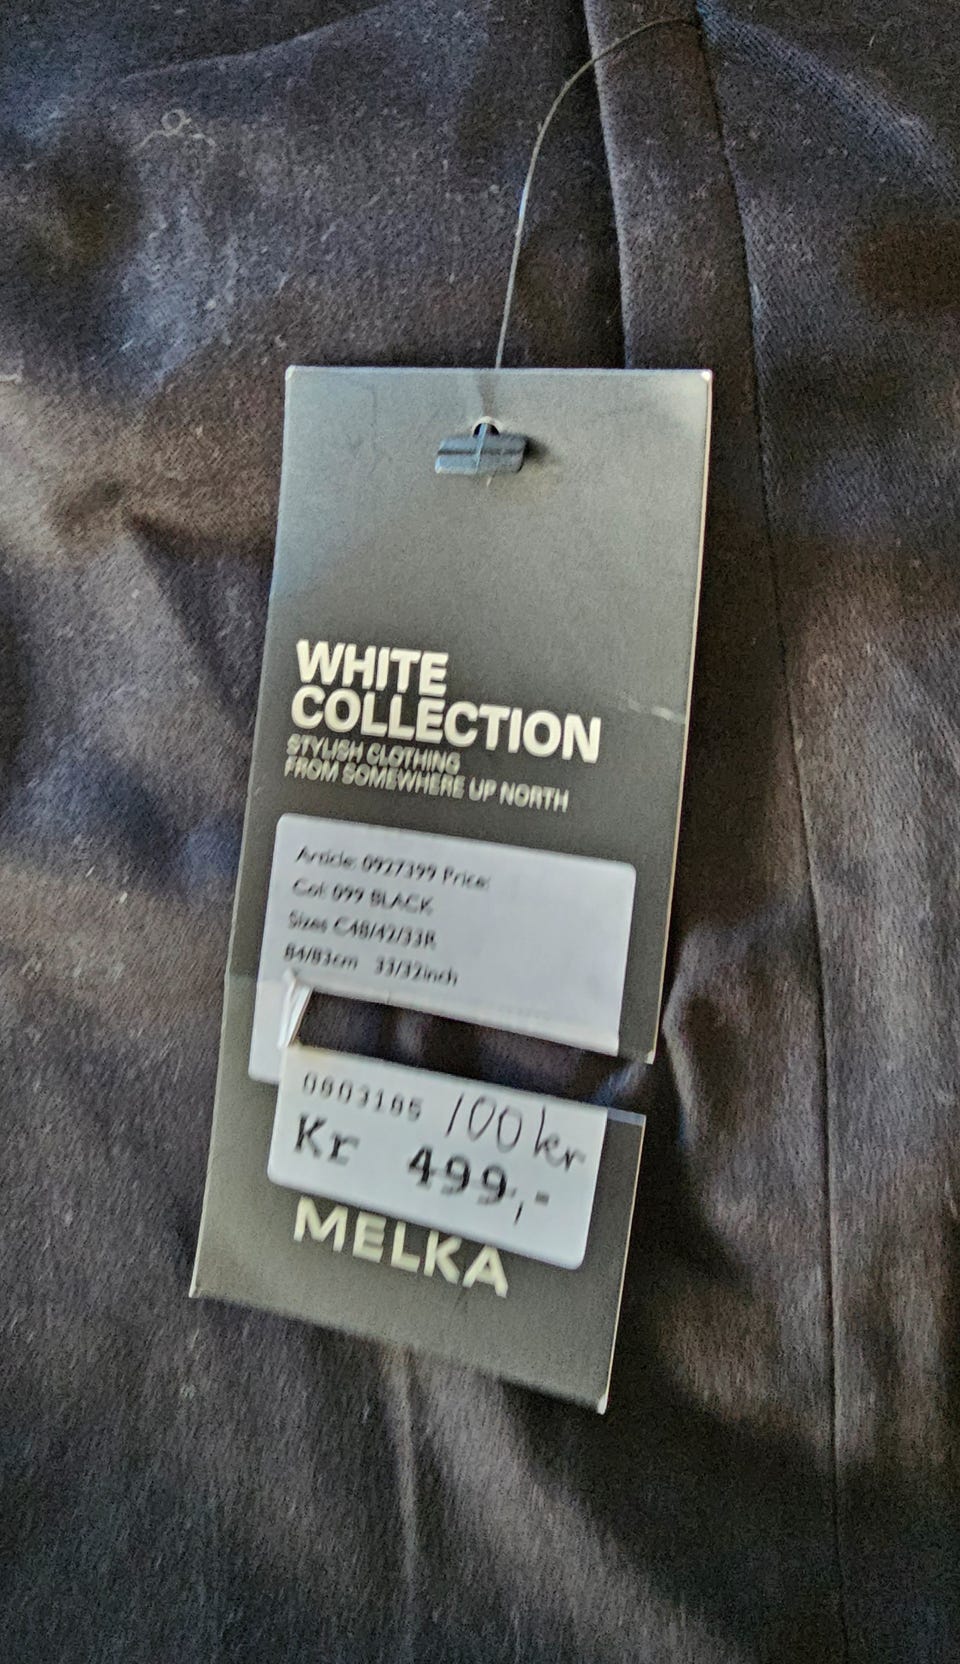 WHITE
COLLECTION
STYLISH CLOTHING
FROM SOMEWHERE UP NORTH
Article: 0927399 Price:
Col: 099 BLACK
Sizes C48/42/33R
84/83cm 33/32inch
0603105 100 kr
Kr 499,-
MELKA